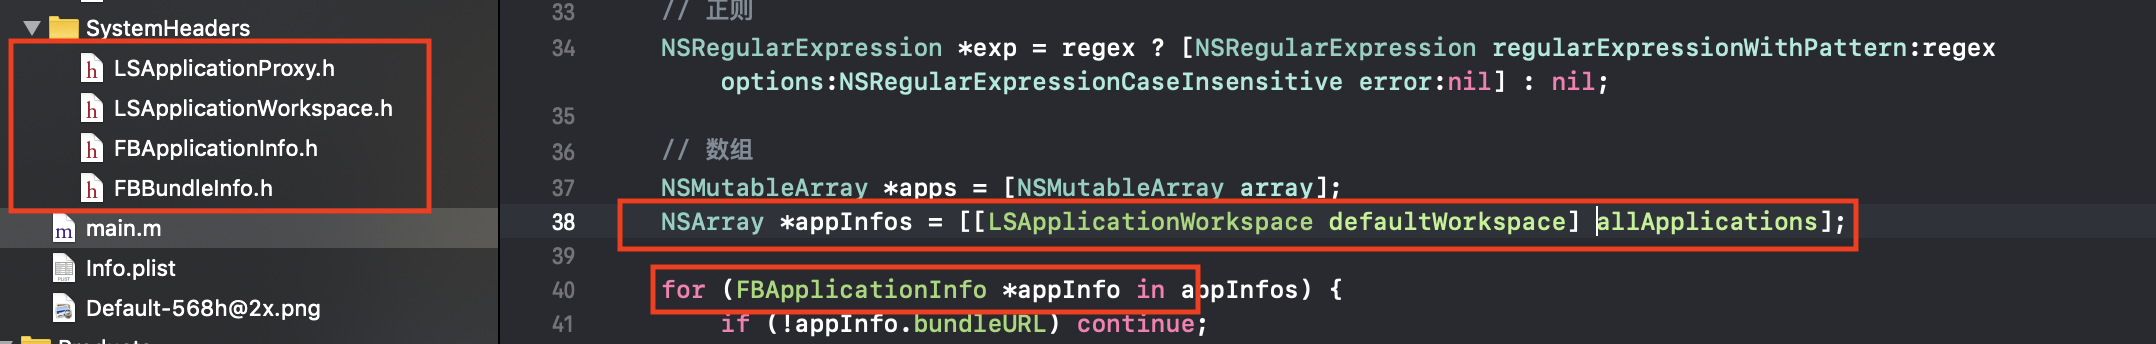 SystemHeaders
LSApplicationProxy.h
LSApplicationWorkspace.h
FBApplicationInfo.h
FBBundleInfo.h
main.m
Info.plist
Default-568h@2x.png
Products
33 // 正则
34 NSRegularExpression *exp = regex ? [NSRegularExpression regularExpressionWithPattern:regex
options:NSRegularExpressionCaseInsensitive error:nil] : nil;
35
36 // 数组
37 NSMutableArray *apps = [NSMutableArray array];
38 NSArray *appInfos = [[LSApplicationWorkspace defaultWorkspace] allApplications];
39
40 for (FBApplicationInfo *appInfo in appInfos) {
41 if (!appInfo.bundleURL) continue;